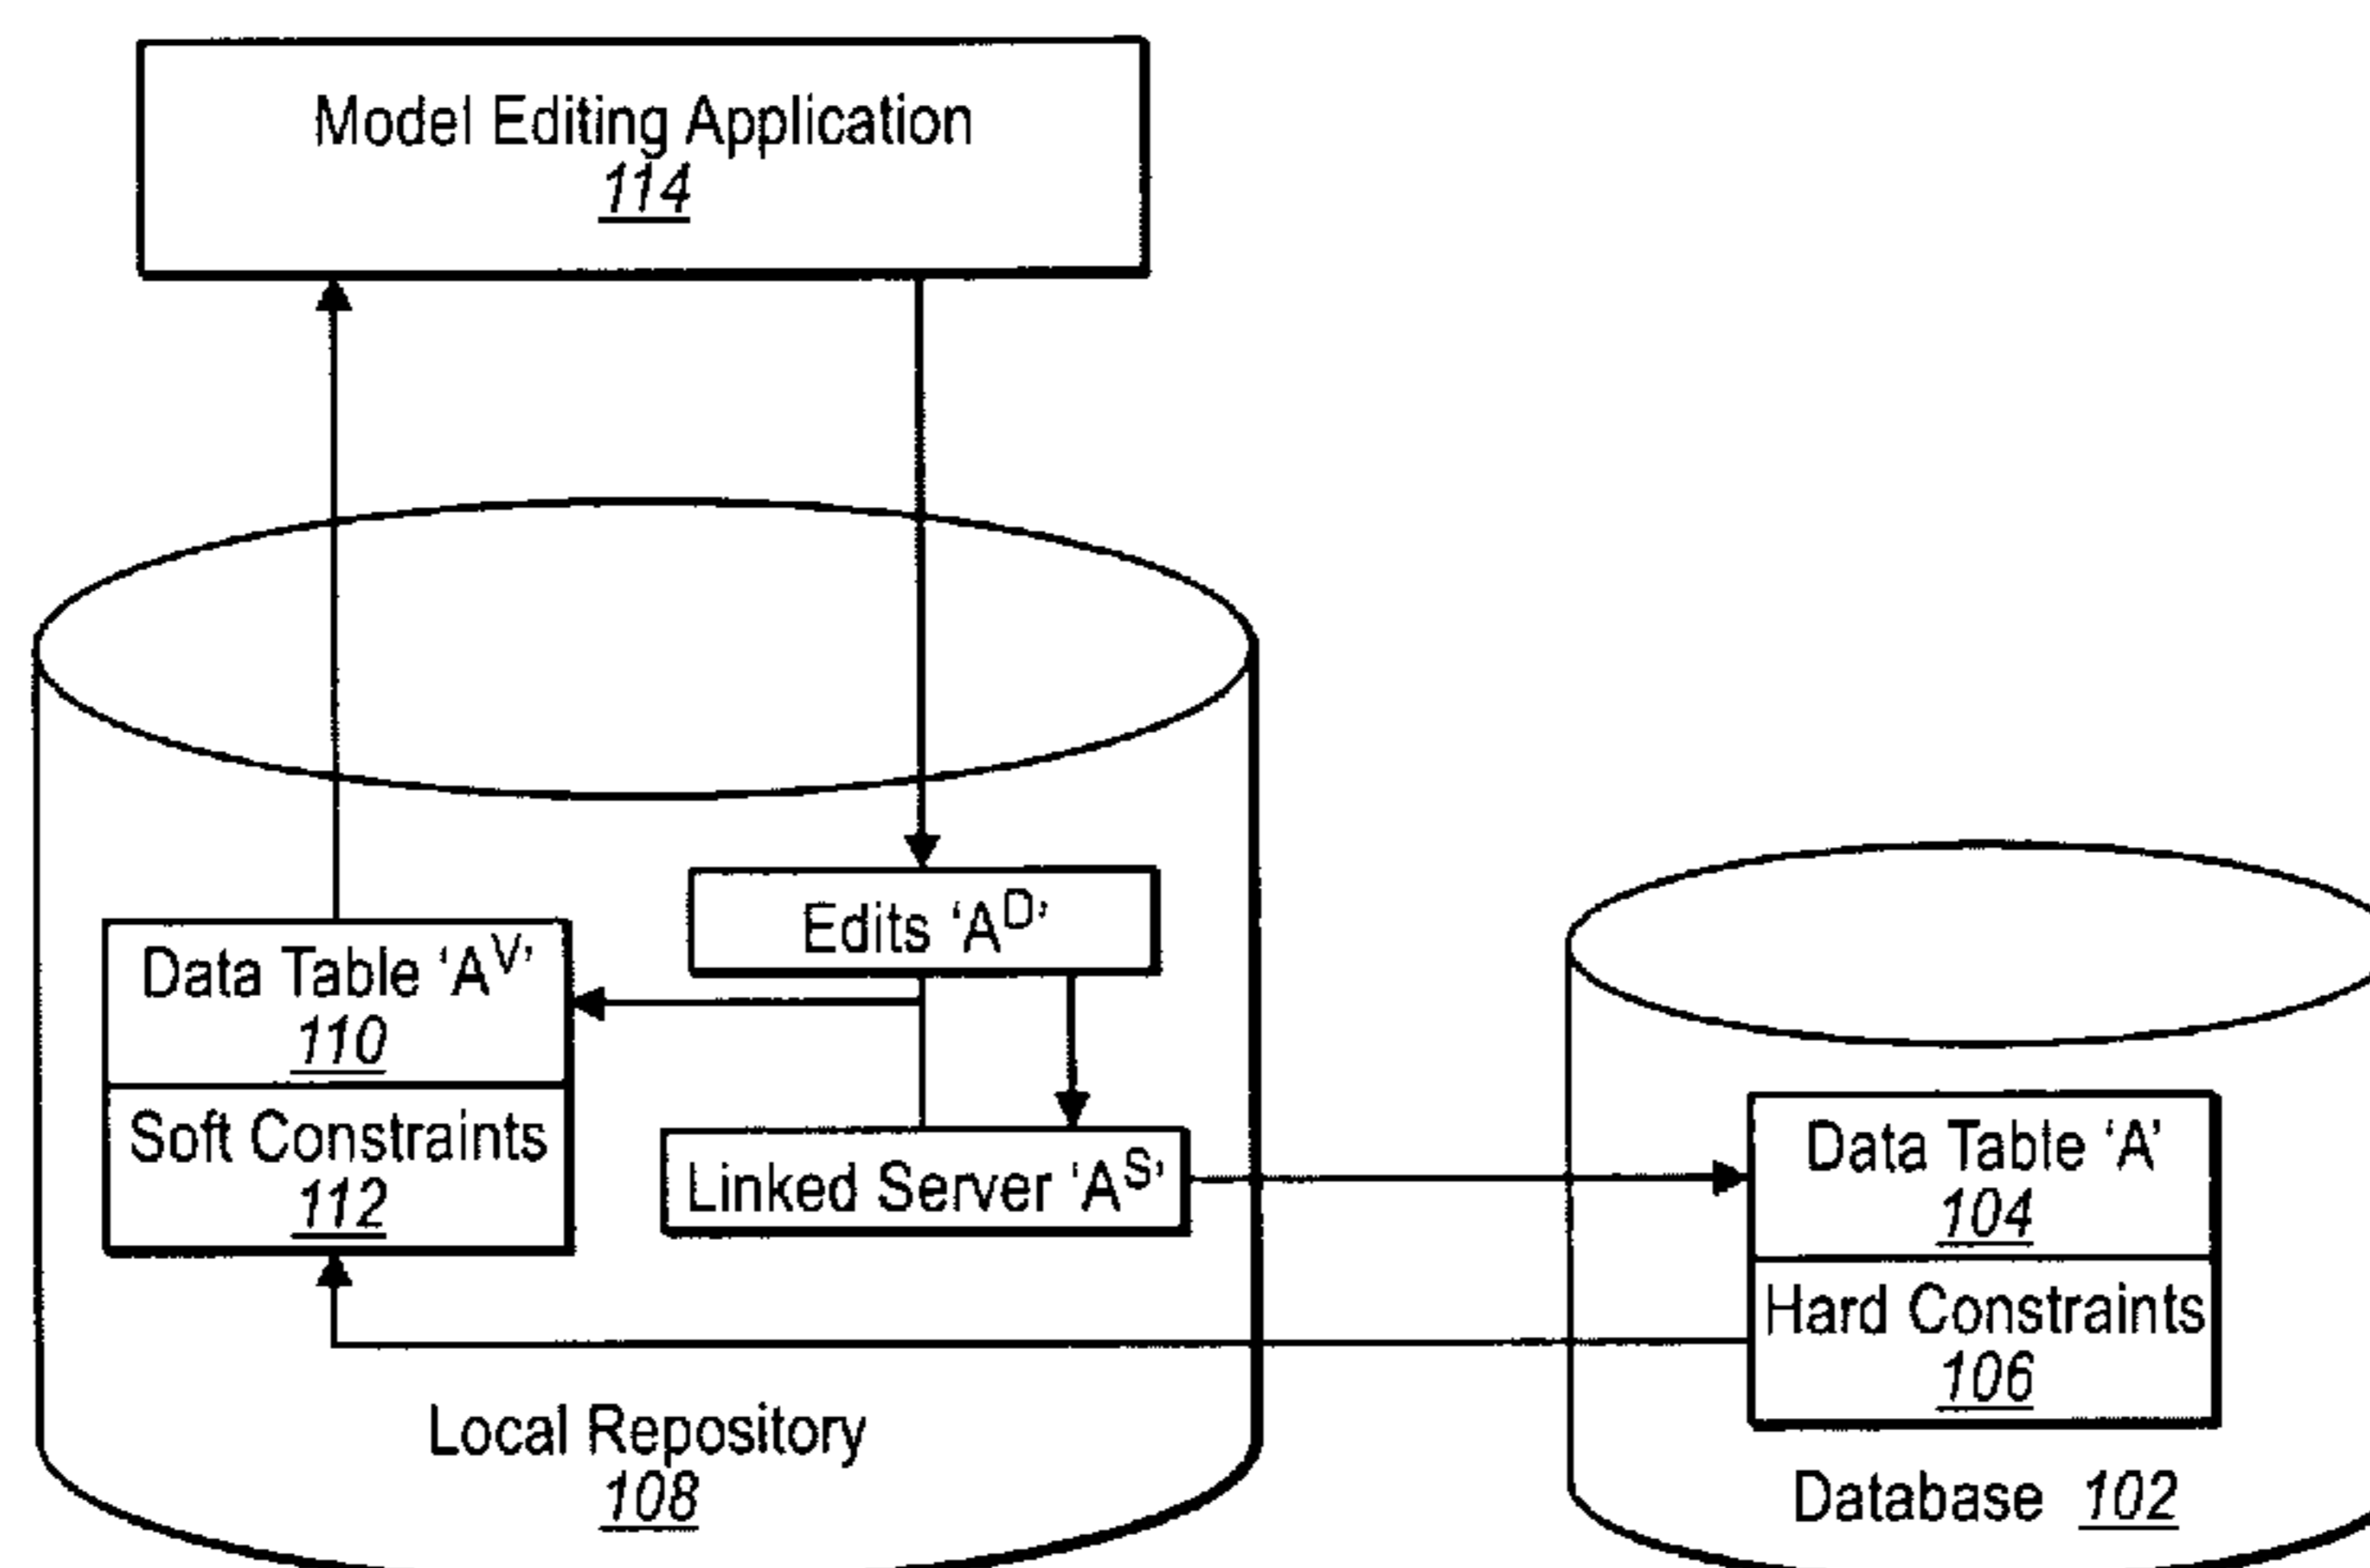 Model Editing Application
114
Edits ‘Aᴰ’
Data Table ‘Aⱽ’
110
Soft Constraints
112
Linked Server ‘Aˢ’
Data Table ‘A’
104
Hard Constraints
106
Local Repository
108
Database 102